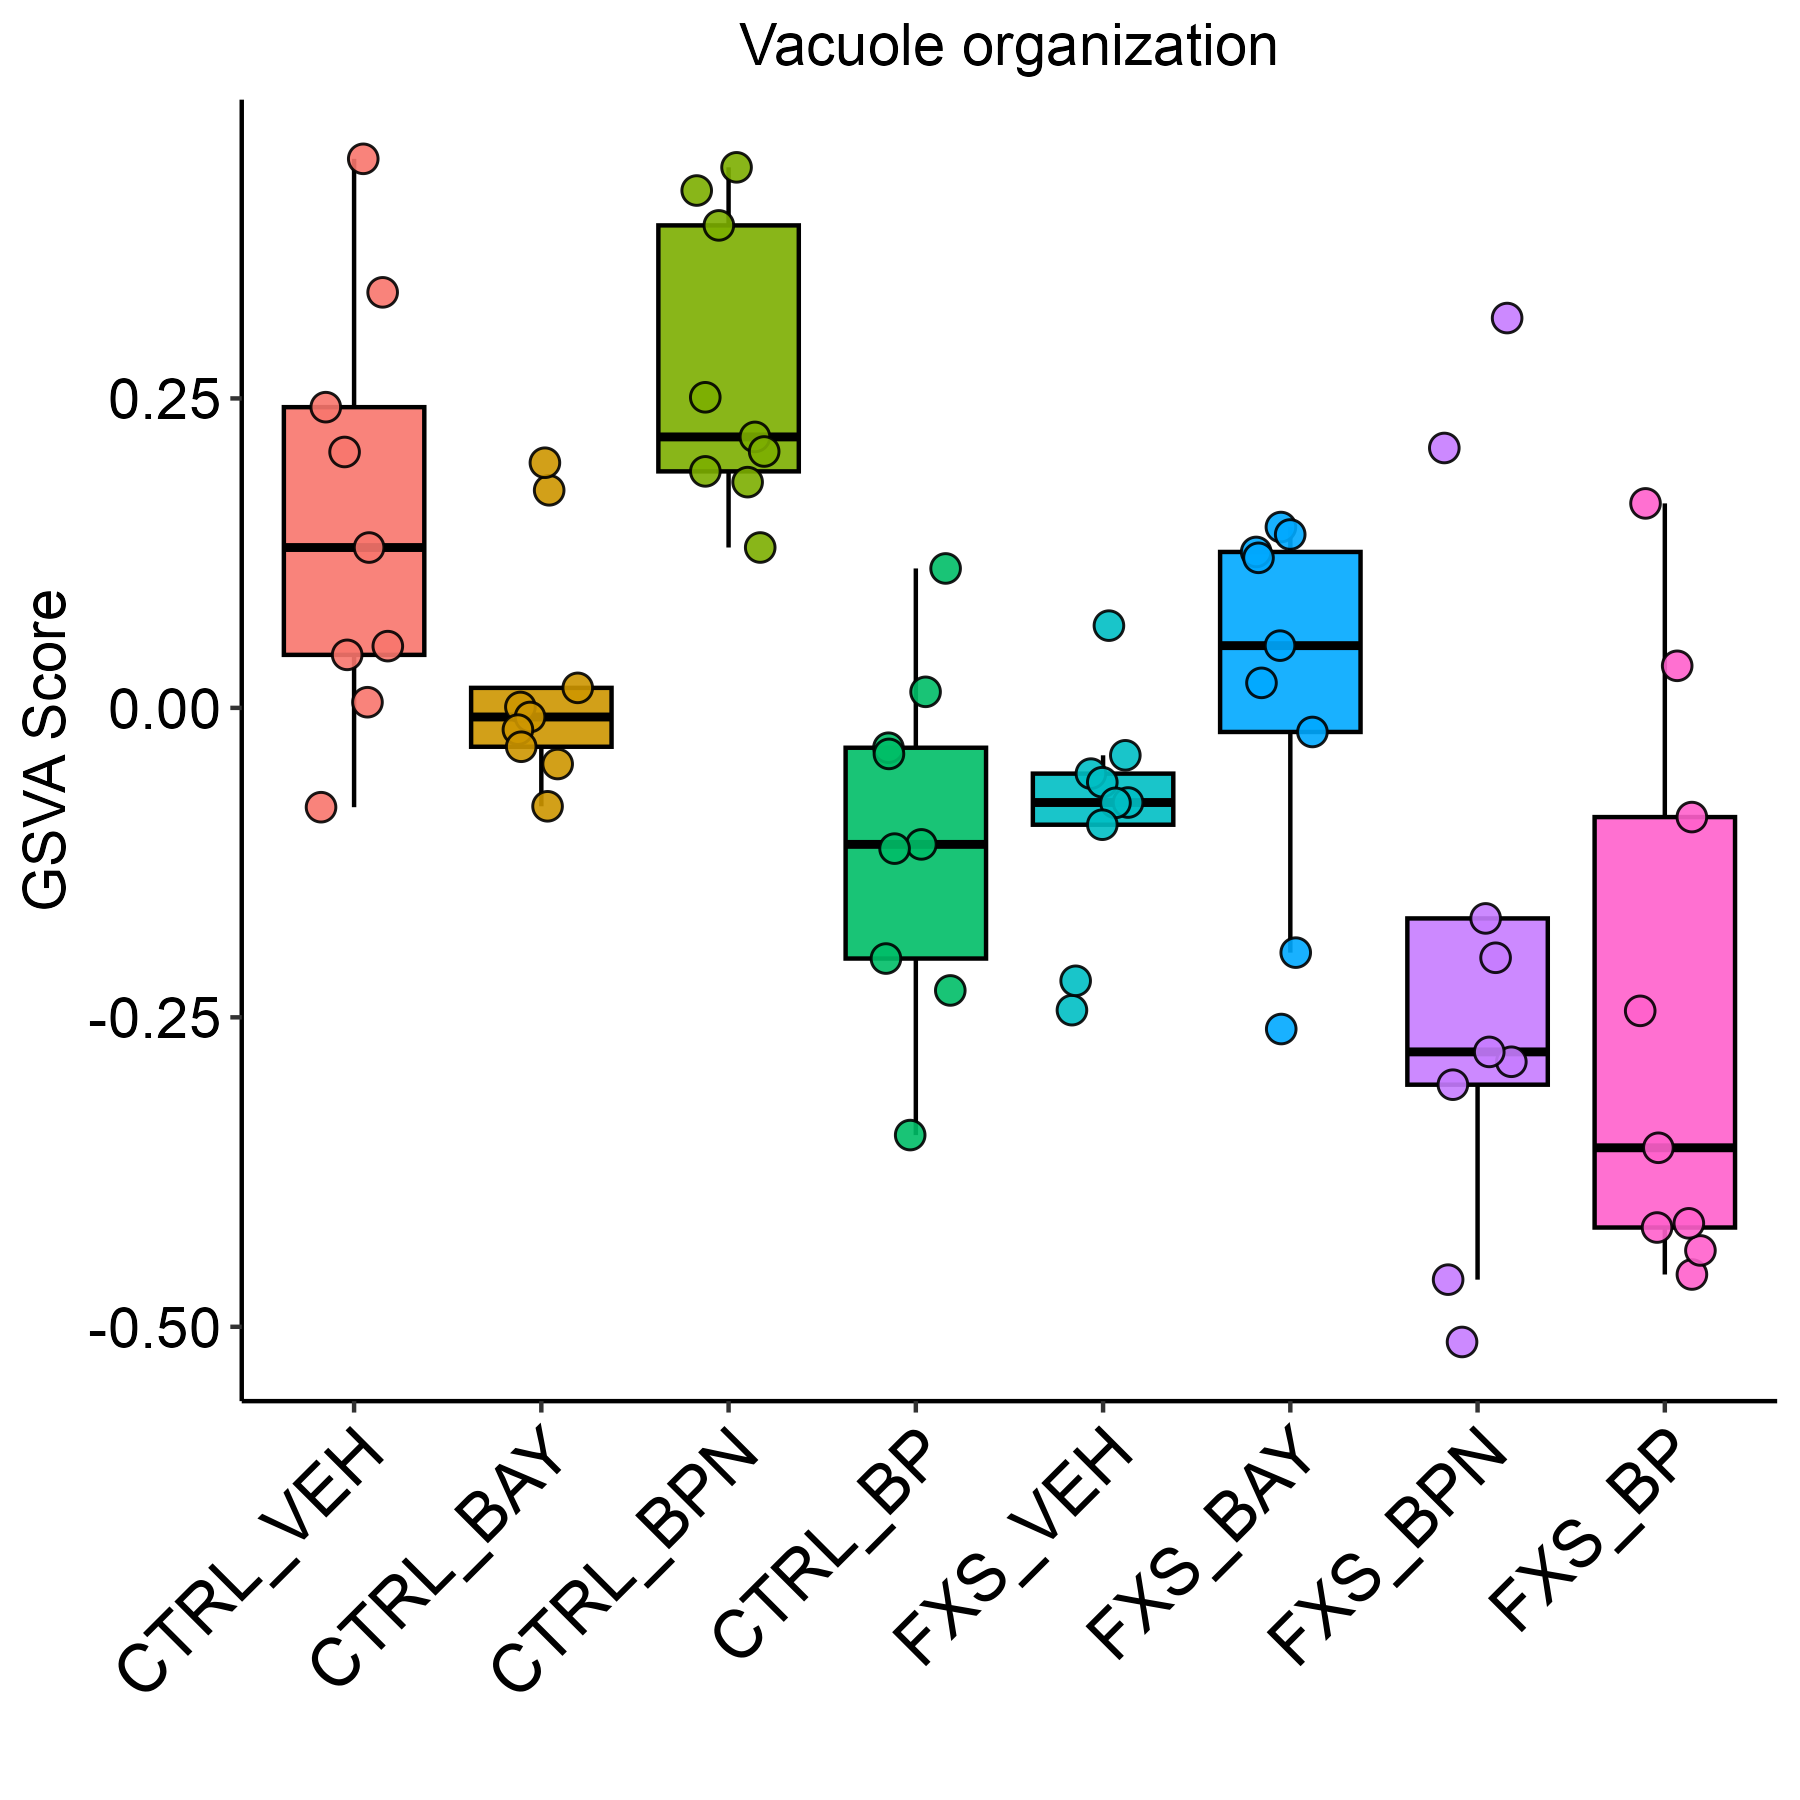 Vacuole organization
GSVA Score
0.25
0.00
-0.25
-0.50
CTRL_VEH
CTRL_BAY
CTRL_BPN
CTRL_BP
FXS_VEH
FXS_BAY
FXS_BPN
FXS_BP